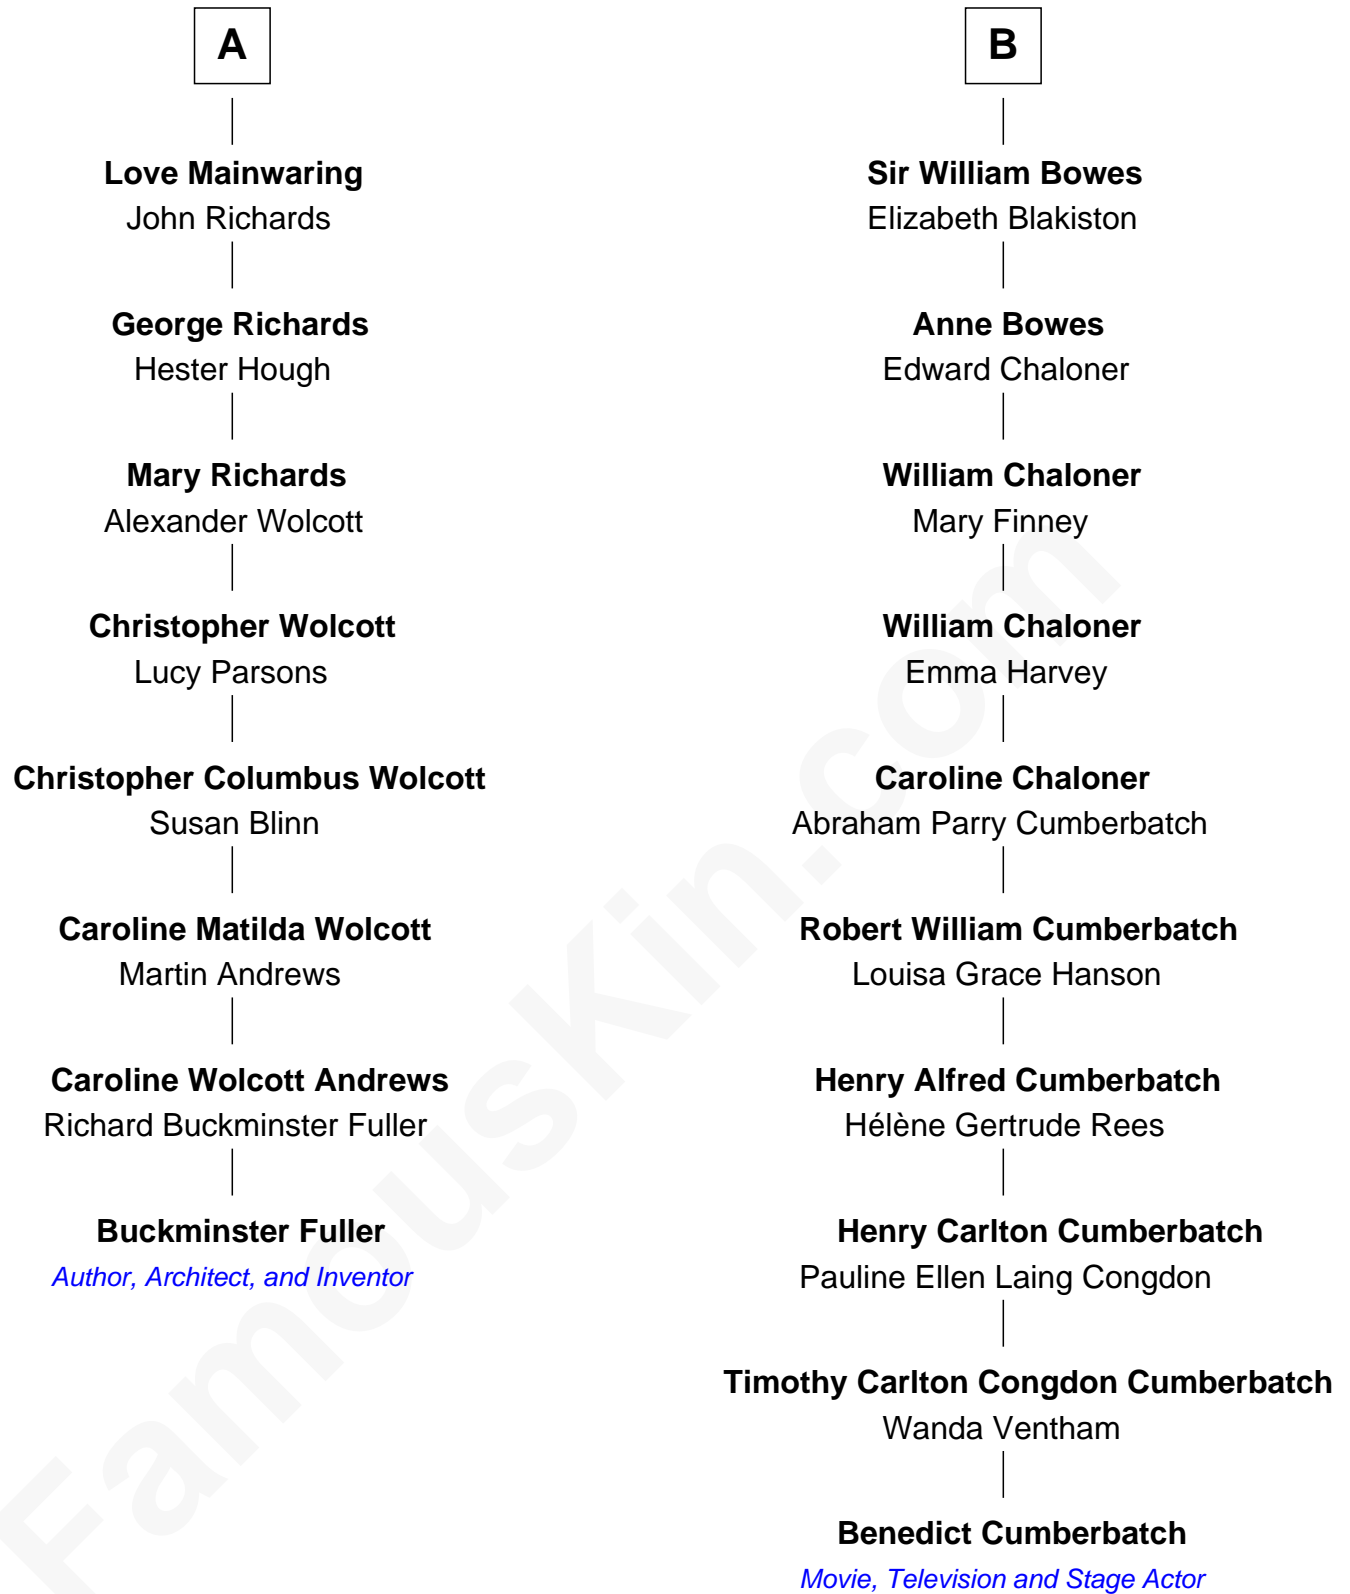 A
Love Mainwaring
John Richards
George Richards
Hester Hough
Mary Richards
Alexander Wolcott
Christopher Wolcott
Lucy Parsons
Christopher Columbus Wolcott
Susan Blinn
Caroline Matilda Wolcott
Martin Andrews
Caroline Wolcott Andrews
Richard Buckminster Fuller
Buckminster Fuller
Author, Architect, and Inventor
B
Sir William Bowes
Elizabeth Blakiston
Anne Bowes
Edward Chaloner
William Chaloner
Mary Finney
William Chaloner
Emma Harvey
Caroline Chaloner
Abraham Parry Cumberbatch
Robert William Cumberbatch
Louisa Grace Hanson
Henry Alfred Cumberbatch
Hélène Gertrude Rees
Henry Carlton Cumberbatch
Pauline Ellen Laing Congdon
Timothy Carlton Congdon Cumberbatch
Wanda Ventham
Benedict Cumberbatch
Movie, Television and Stage Actor
FamousKin.com